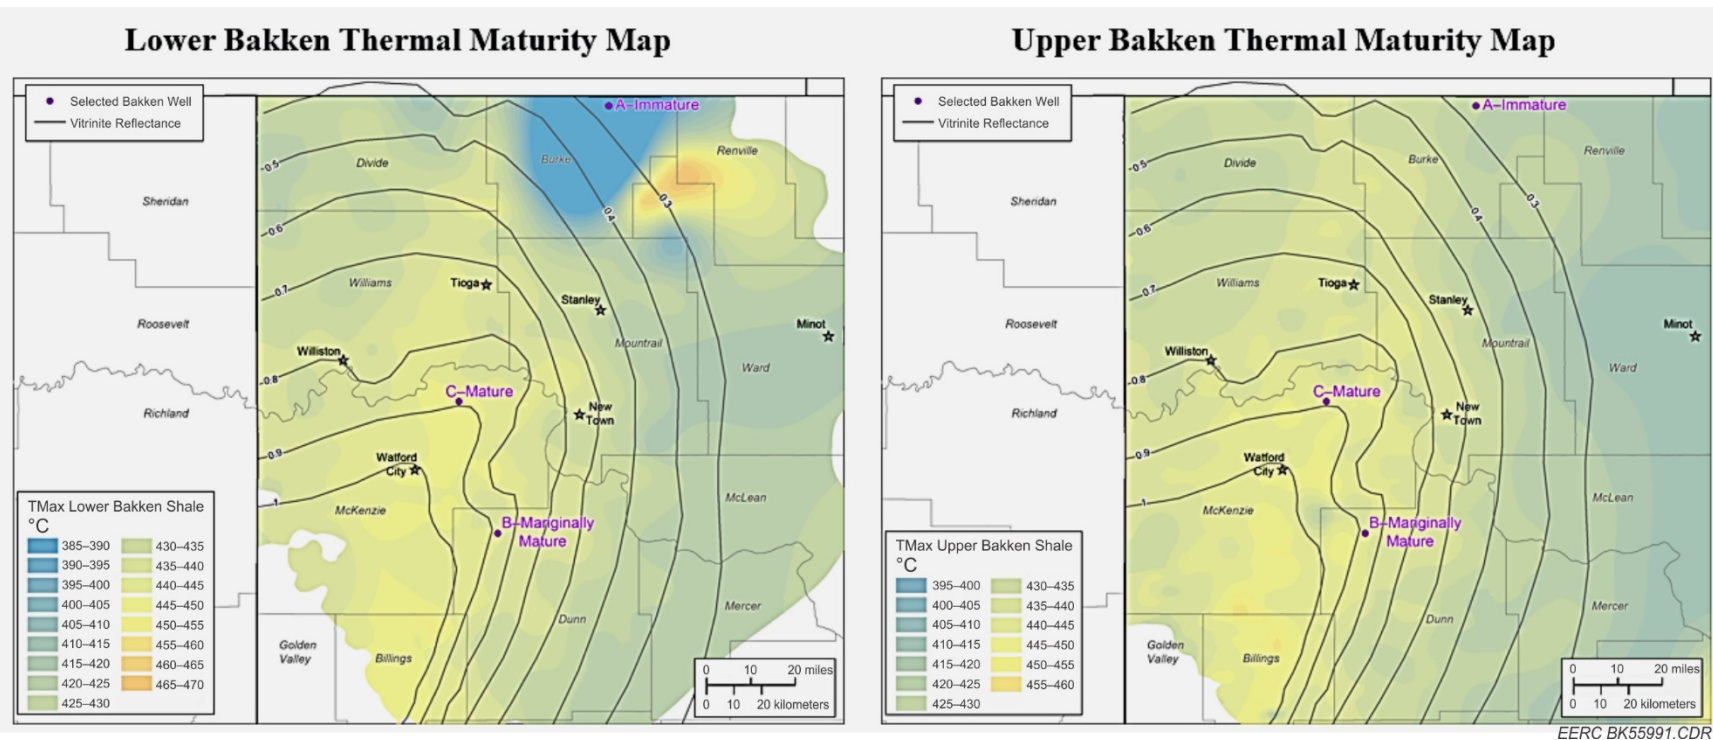 Lower Bakken Thermal Maturity Map
Selected Bakken Well
Vitrinite Reflectance
A–Immature
Renville
Burke
Divide
0.5
Sheridan
0.3
0.4
0.6
Williams
Tioga
0.7
Stanley
Roosevelt
Minot
Mountrail
Williston
Ward
0.8
C–Mature
Richland
New
Town
0.9
Watford
City
McLean
1
McKenzie
B–Manginally
Mature
TMax Lower Bakken Shale
°C
385–390
390–395
395–400
400–405
405–410
410–415
415–420
420–425
425–430
430–435
435–440
440–445
445–450
450–455
455–460
460–465
465–470
Mercer
Dunn
Golden
Valley
Billings
0 10 20 miles
0 10 20 kilometers
Upper Bakken Thermal Maturity Map
Selected Bakken Well
Vitrinite Reflectance
A–Immature
Renville
Burke
Divide
0.5
Sheridan
0.3
0.4
0.6
Williams
Tioga
0.7
Stanley
Roosevelt
Minot
Mountrail
Williston
Ward
0.8
C–Mature
Richland
New
Town
0.9
Watford
City
McLean
1
McKenzie
B–Manginally
Mature
TMax Upper Bakken Shale
°C
395–400
400–405
405–410
410–415
415–420
420–425
425–430
430–435
435–440
440–445
445–450
450–455
455–460
Mercer
Dunn
Golden
Valley
Billings
0 10 20 miles
0 10 20 kilometers
EERC BK55991.CDR